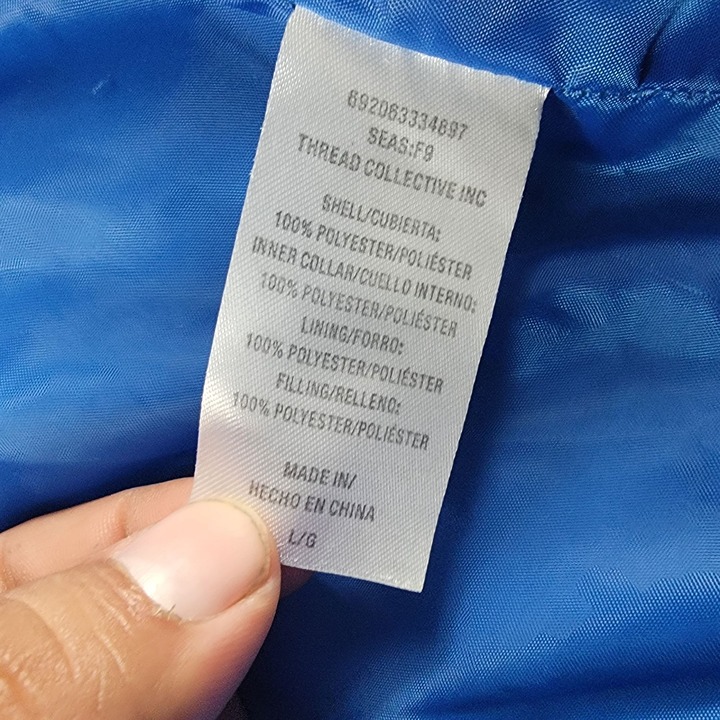 692063334697
SEAS:F9
THREAD COLLECTIVE INC
SHELL/CUBIERTA:
100% POLYESTER/POLIÉSTER
INNER COLLAR/CUELLO INTERNO:
100% POLYESTER/POLIÉSTER
LINING/FORRO:
100% POLYESTER/POLIÉSTER
FILLING/RELLENO:
100% POLYESTER/POLIÉSTER
MADE IN/
HECHO EN CHINA
L/G